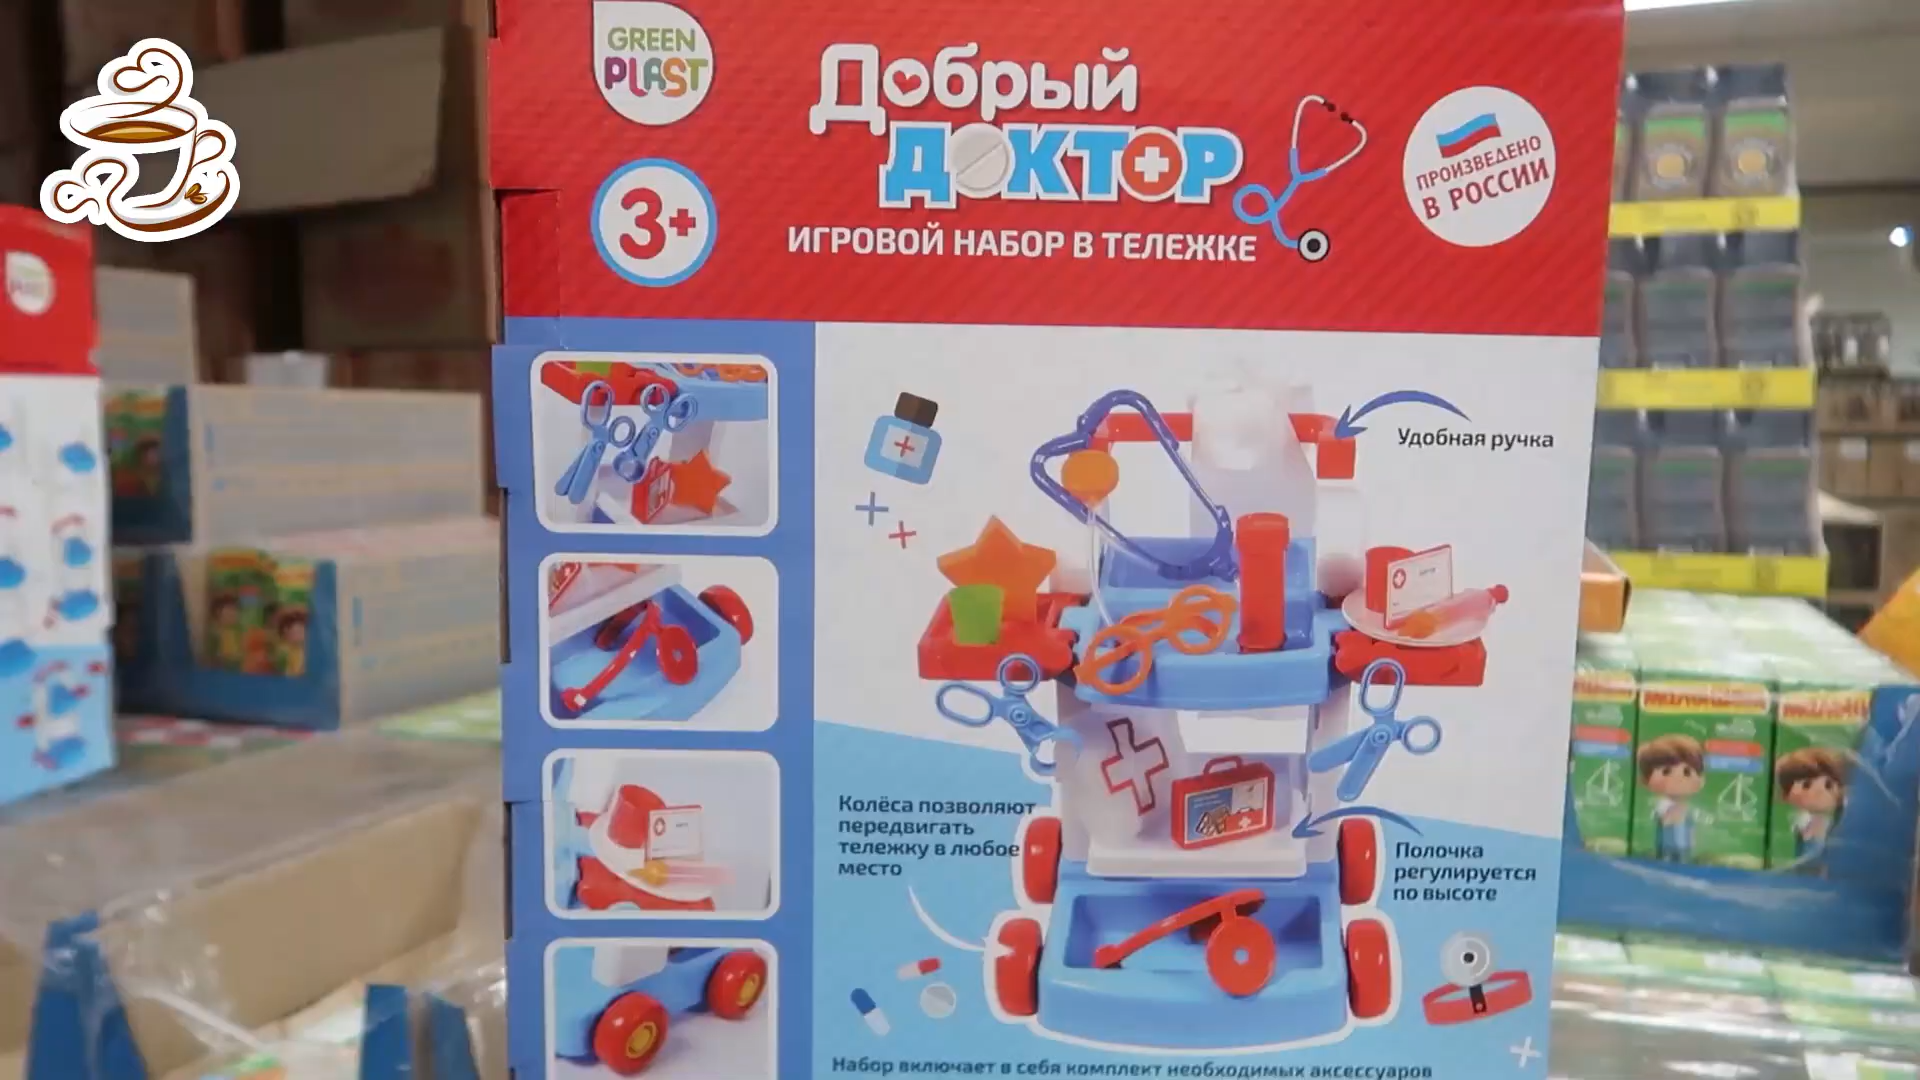 GREEN
PLAST
Добрый
ДОКТОР
3+
ИГРОВОЙ НАБОР В ТЕЛЕЖКЕ
ПРОИЗВЕДЕНО
В РОССИИ
Удобная ручка
Колёса позволяют
передвигать
тележку в любое
место
Полочка
регулируется
по высоте
Набор включает в себя комплект необходимых аксессуаров